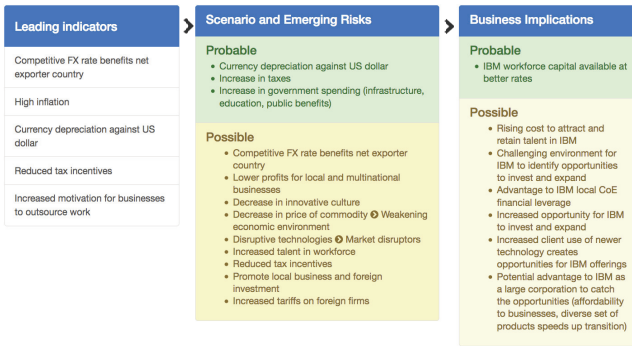 Leading indicators
Competitive FX rate benefits net
exporter country
High inflation
Currency depreciation against US
dollar
Reduced tax incentives
Increased motivation for businesses
to outsource work
Scenario and Emerging Risks
Probable
• Currency depreciation against US dollar
• Increase in taxes
• Increase in government spending (infrastructure,
education, public benefits)
Possible
• Competitive FX rate benefits net exporter
country
• Lower profits for local and multinational
businesses
• Decrease in innovative culture
• Decrease in price of commodity Weakening
economic environment
• Disruptive technologies Market disruptors
• Increased talent in workforce
• Reduced tax incentives
• Promote local business and foreign
investment
• Increased tariffs on foreign firms
Business Implications
Probable
• IBM workforce capital available at
better rates
Possible
• Rising cost to attract and
retain talent in IBM
• Challenging environment for
IBM to identify opportunities
to invest and expand
• Advantage to IBM local CoE
financial leverage
• Increased opportunity for IBM
to invest and expand
• Increased client use of newer
technology creates
opportunities for IBM offerings
• Potential advantage to IBM as
a large corporation to catch
the opportunities (affordability
to businesses, diverse set of
products speeds up transition)